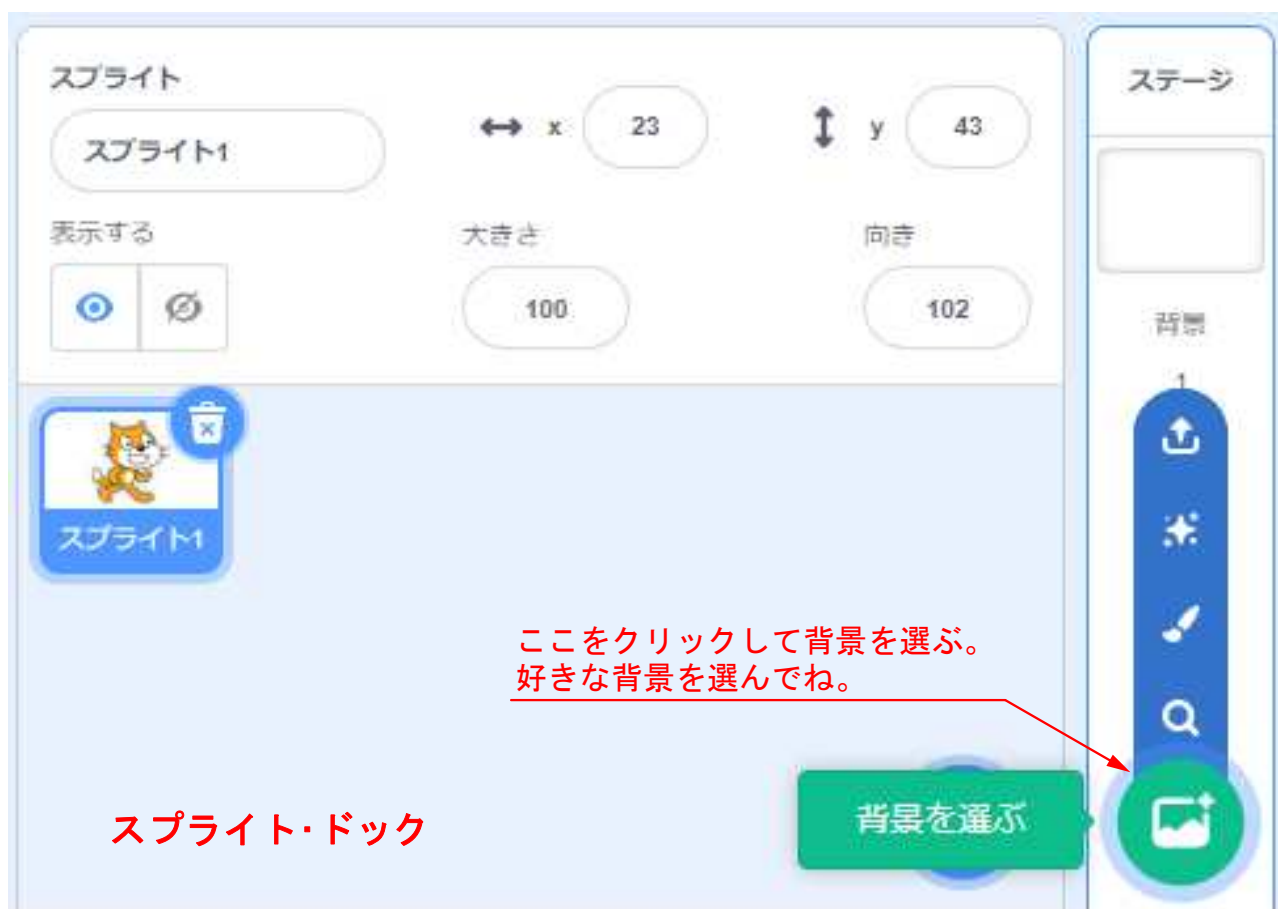 スプライト
ステージ
スプライト1
x
23
y
43
表示する
大きさ
向き
100
102
背景
1
スプライト1
ここをクリックして背景を選ぶ。
好きな背景を選んでね。
背景を選ぶ
スプライト・ドック